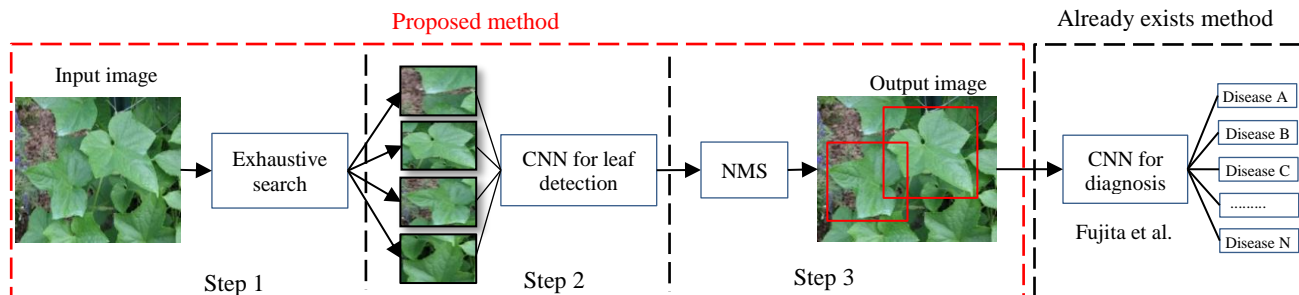 Proposed method
Already exists method
Input image
Exhaustive
search
Step 1
CNN for leaf
detection
Step 2
NMS
Output image
Step 3
CNN for
diagnosis
Fujita et al.
Disease A
Disease B
Disease C
.........
Disease N